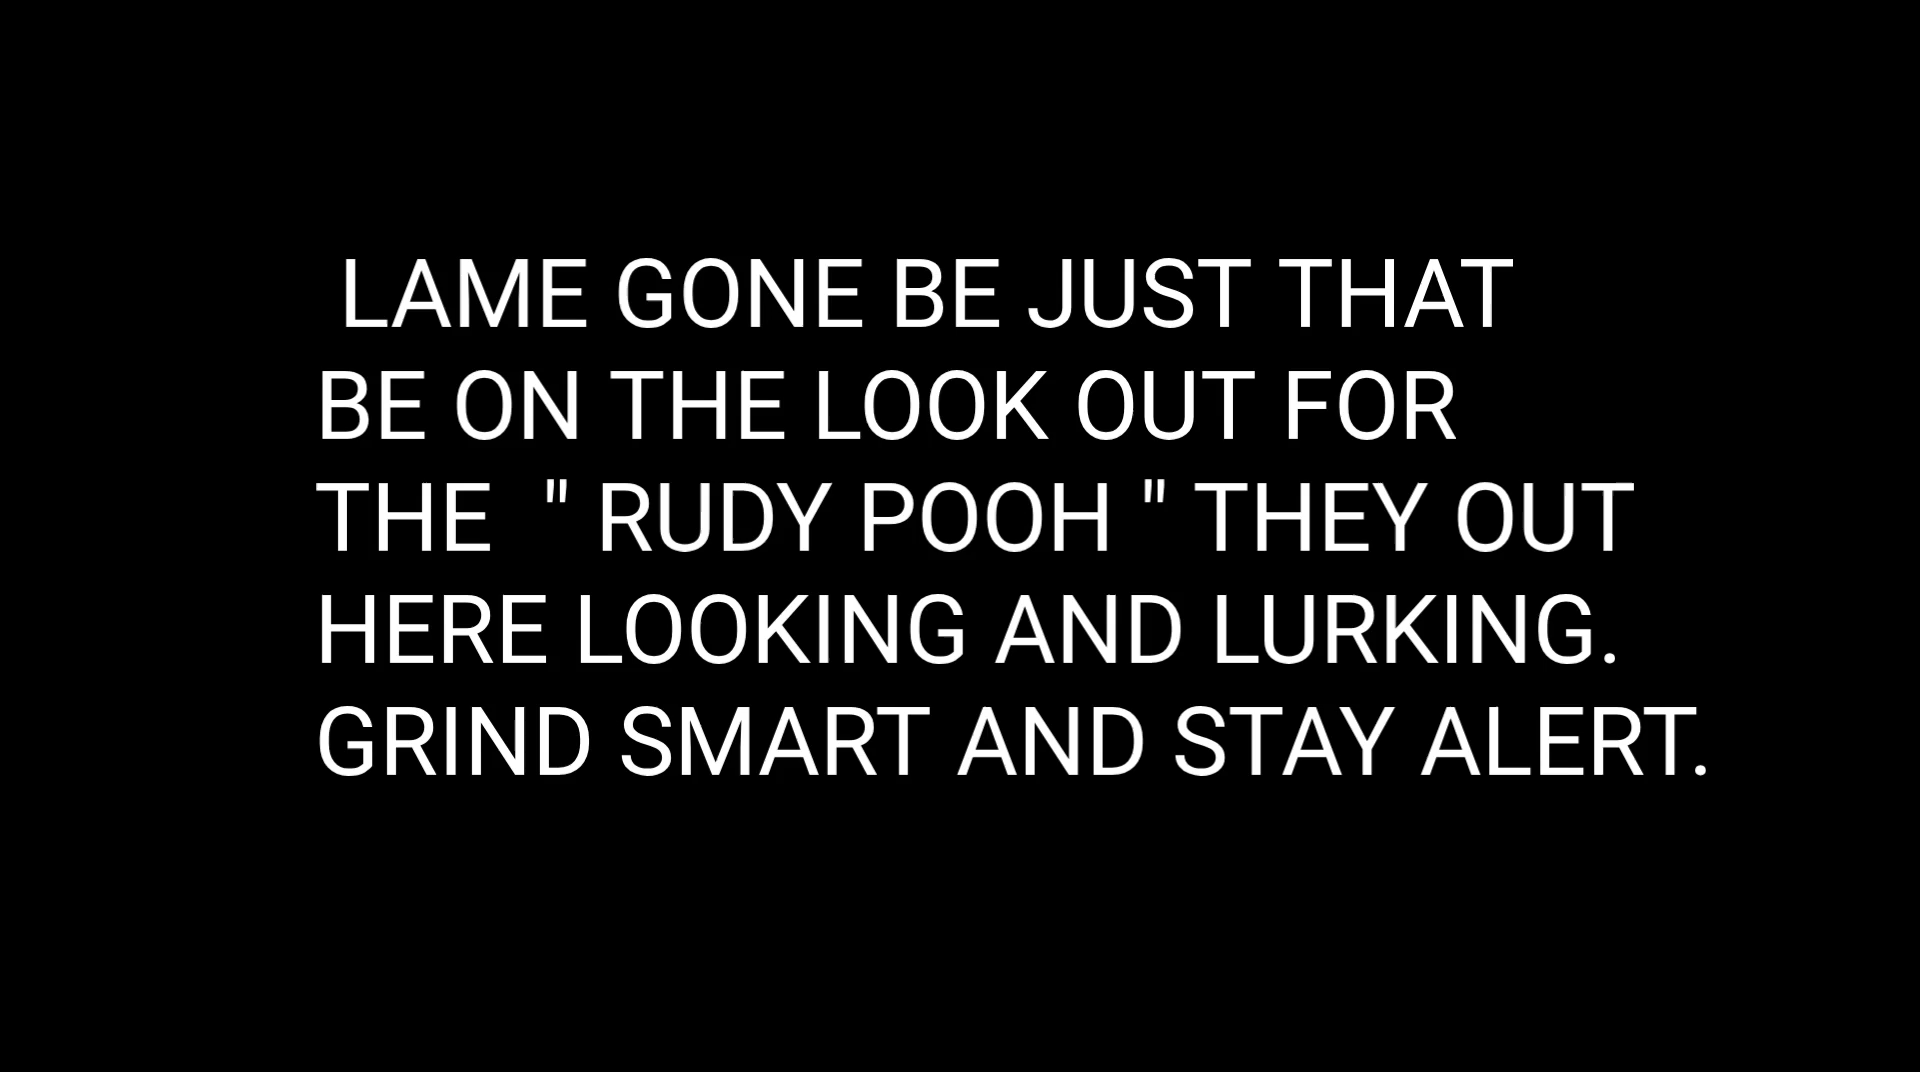 LAME GONE BE JUST THAT
BE ON THE LOOK OUT FOR
THE  " RUDY POOH " THEY OUT
HERE LOOKING AND LURKING.
GRIND SMART AND STAY ALERT.